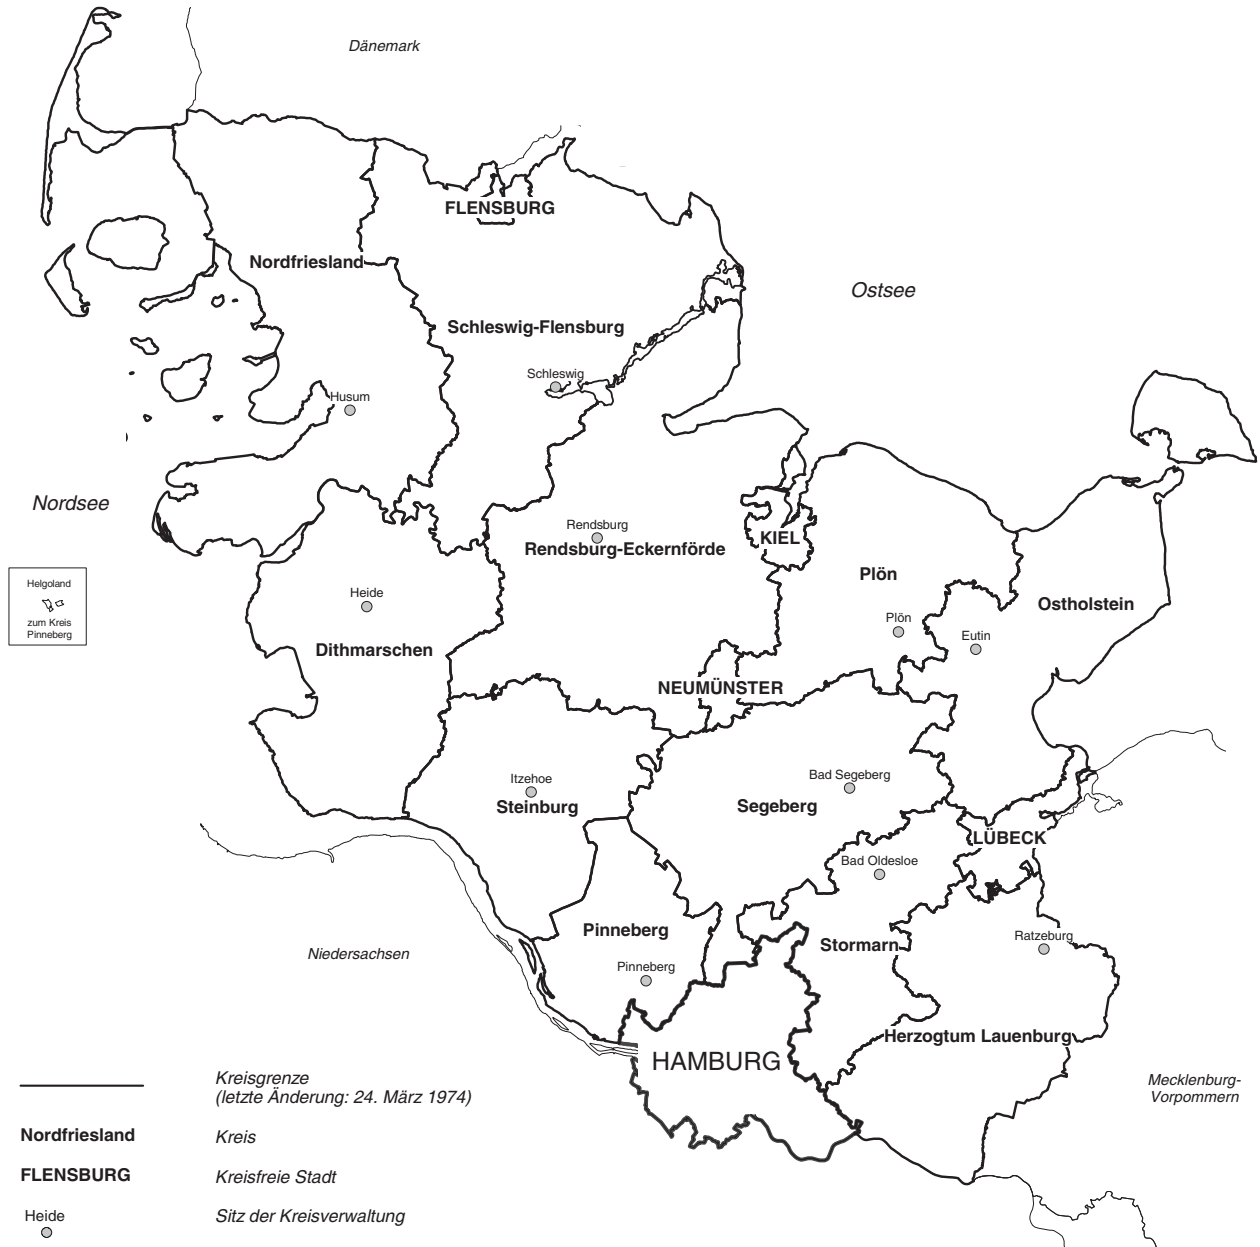 Dänemark
FLENSBURG
Nordfriesland
Ostsee
Schleswig-Flensburg
Schleswig
Husum
Nordsee
Rendsburg
Rendsburg-Eckernförde
KIEL
Helgoland
zum Kreis
Pinneberg
Heide
Dithmarschen
Plön
Plön
Ostholstein
Eutin
NEUMÜNSTER
Itzehoe
Steinburg
Bad Segeberg
Segeberg
LÜBECK
Bad Oldesloe
Pinneberg
Pinneberg
Stormarn
Ratzeburg
Niedersachsen
Herzogtum Lauenburg
HAMBURG
Mecklenburg-
Vorpommern
Kreisgrenze
(letzte Änderung: 24. März 1974)
Nordfriesland Kreis
FLENSBURG Kreisfreie Stadt
Heide Sitz der Kreisverwaltung